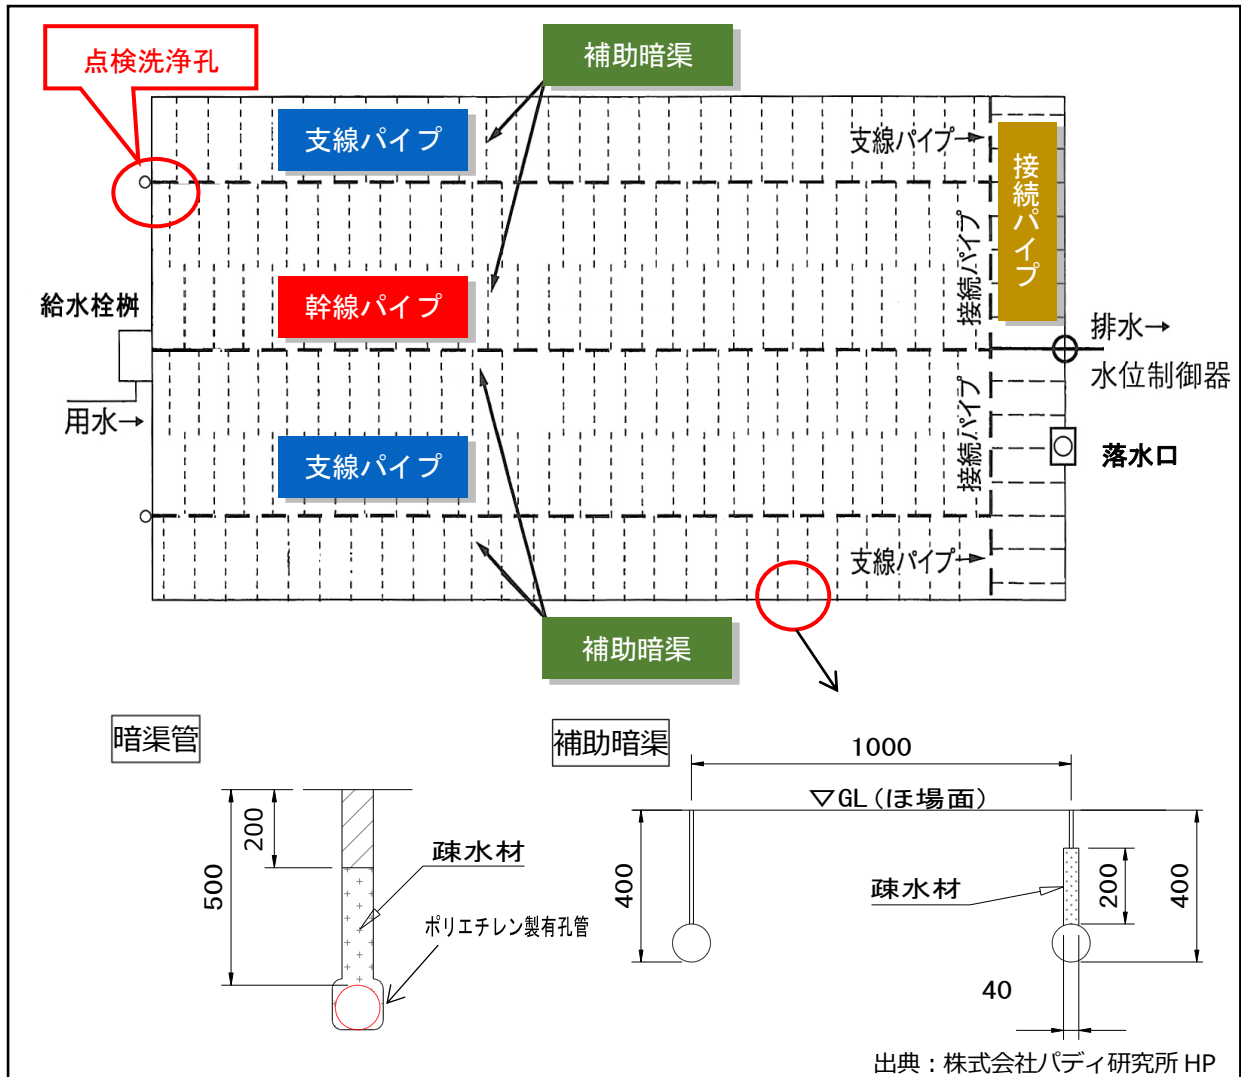 点検洗浄孔
補助暗渠
支線パイプ
支線パイプ→
接続パイプ
接続パイプ
給水栓桝
幹線パイプ
排水→
水位制御器
用水→
支線パイプ
接続パイプ
落水口
支線パイプ→
補助暗渠
暗渠管
200
500
疎水材
ポリエチレン製有孔管
補助暗渠
1000
▽GL(ほ場面)
400
疎水材
200
400
40
出典：株式会社パディ研究所 HP